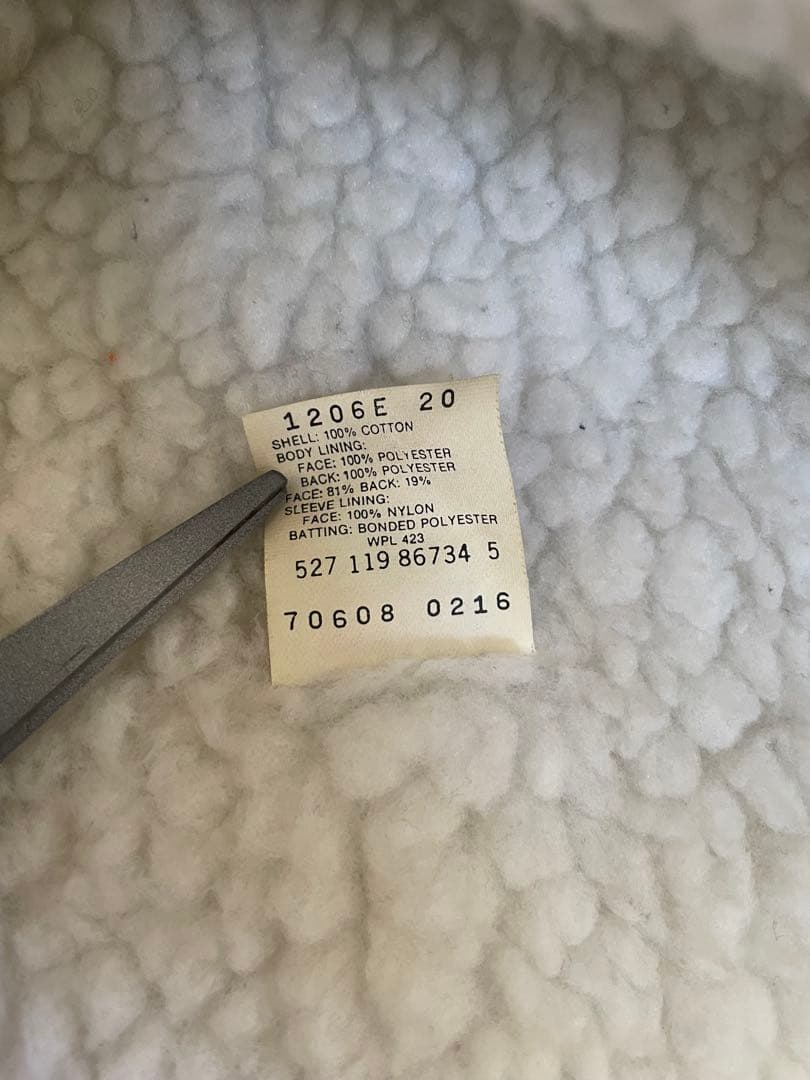 1206E 20
SHELL: 100% COTTON
BODY LINING:
FACE: 100% POLYESTER
BACK: 100% POLYESTER
FACE: 81% BACK: 19%
SLEEVE LINING:
FACE: 100% NYLON
BATTING: BONDED POLYESTER
WPL 423
527 119 86734 5
70608 0216